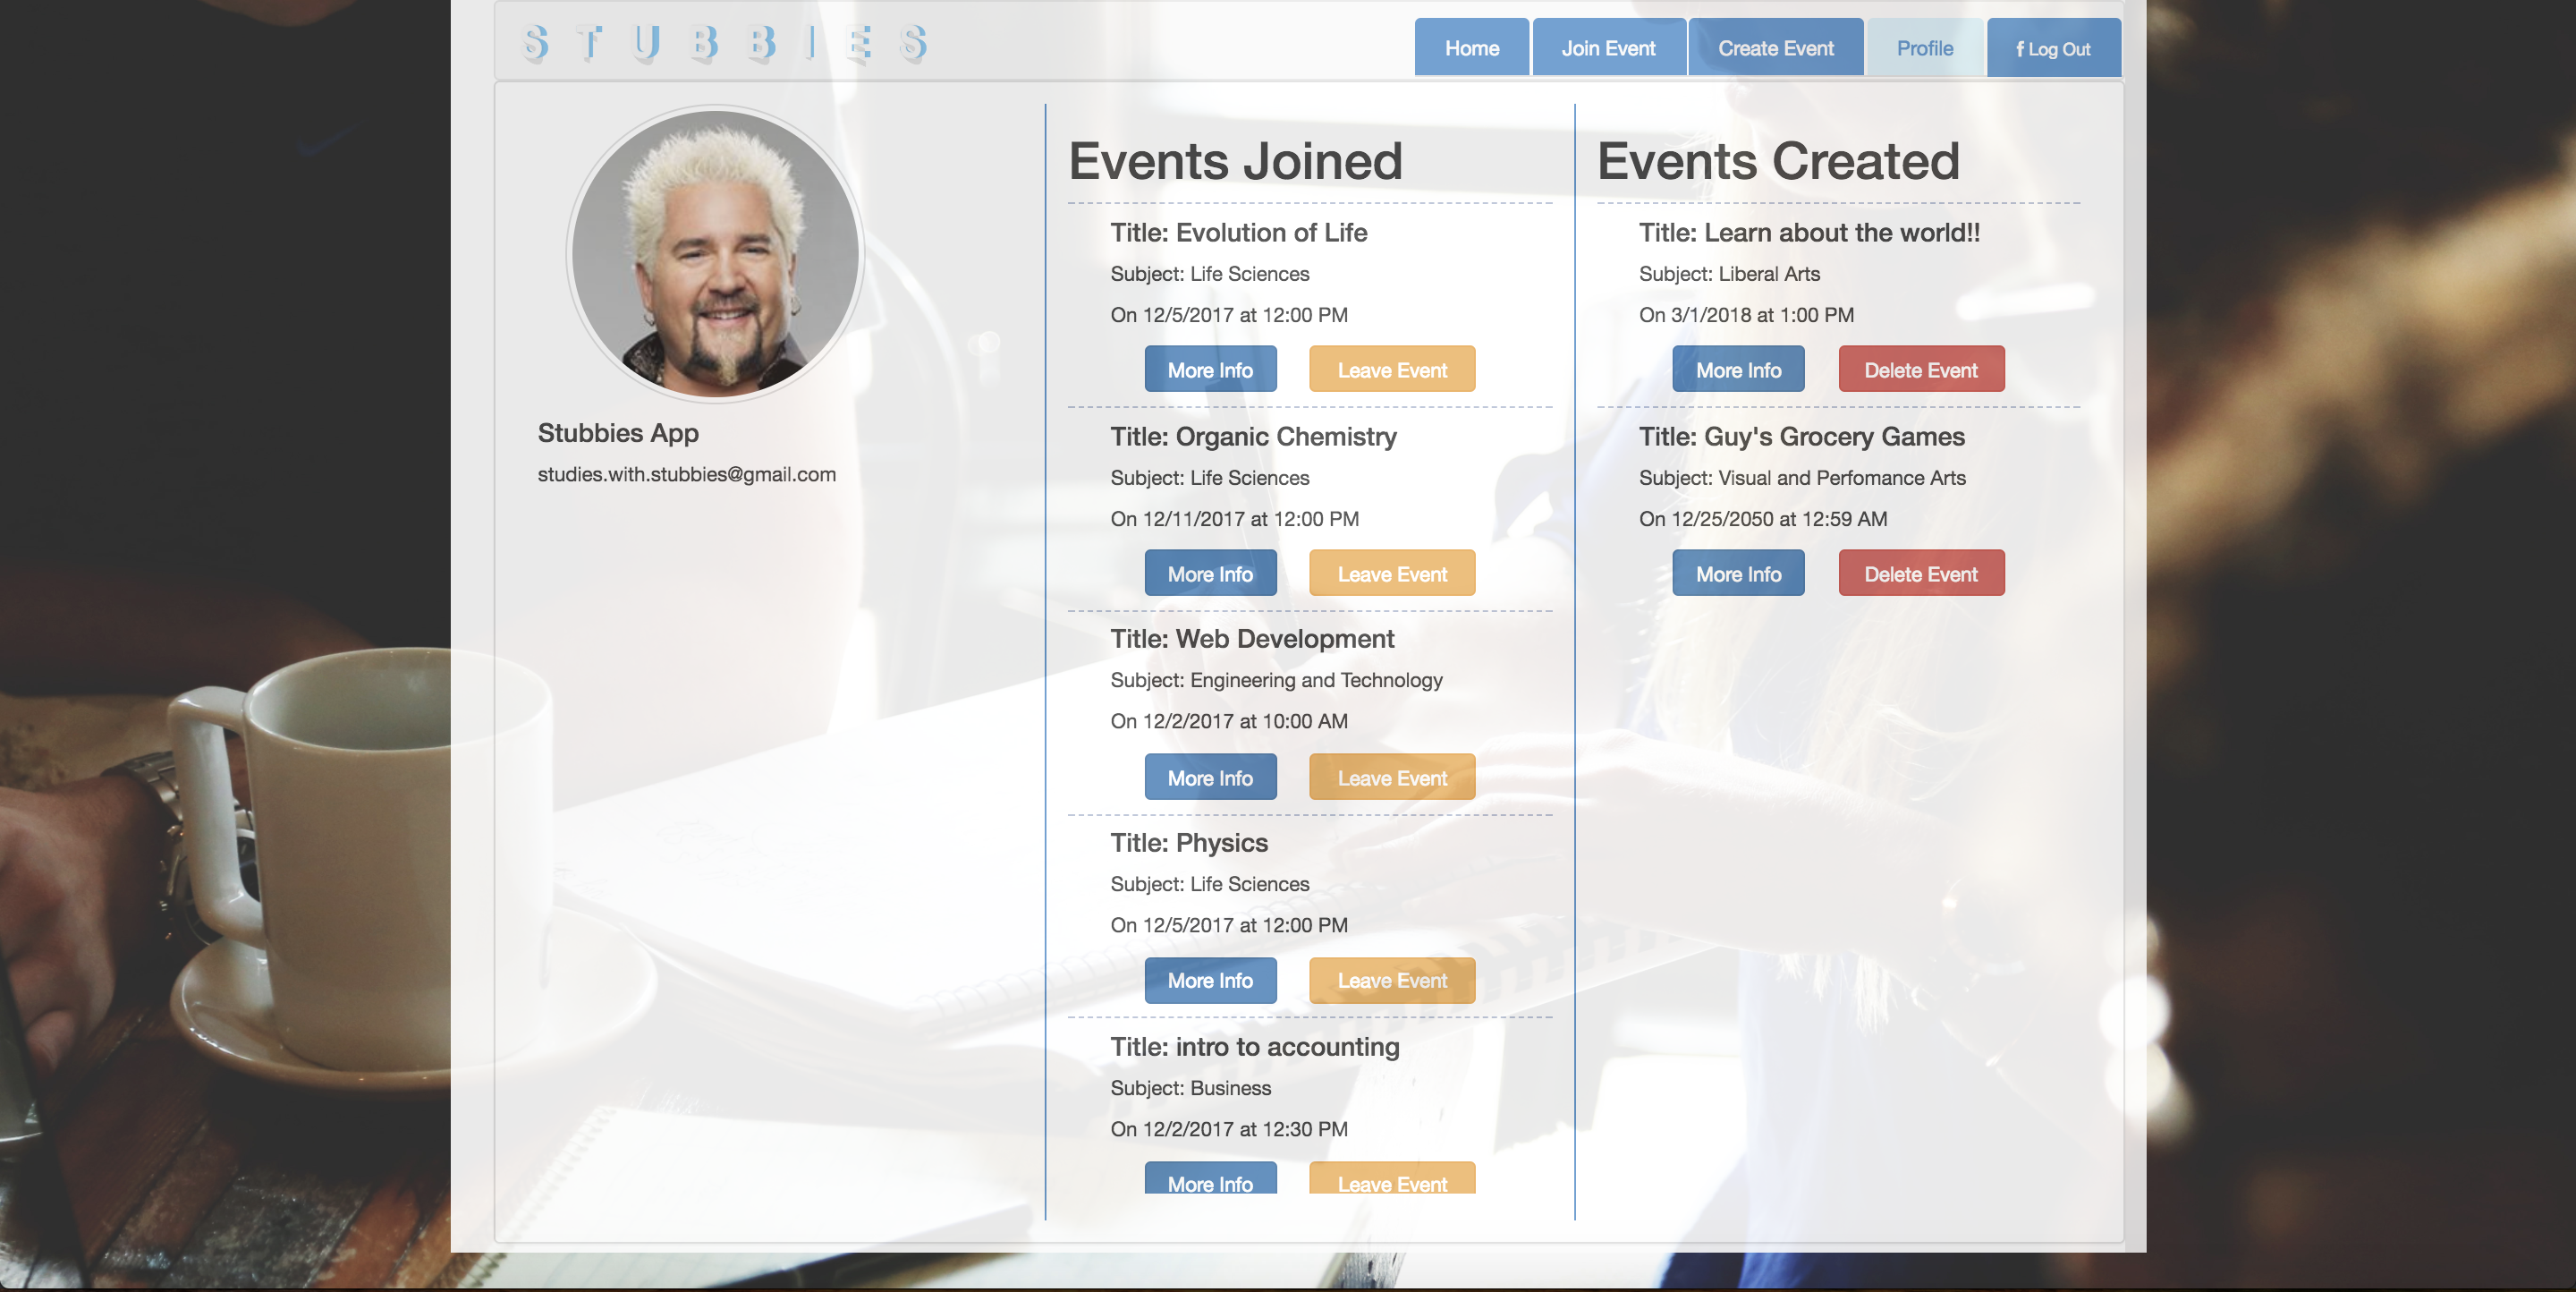 STUBBIES
Home
Join Event
Create Event
Profile
f Log Out
Stubbies App
studies.with.stubbies@gmail.com
Events Joined
Title: Evolution of Life
Subject: Life Sciences
On 12/5/2017 at 12:00 PM
More Info
Leave Event
Title: Organic Chemistry
Subject: Life Sciences
On 12/11/2017 at 12:00 PM
More Info
Leave Event
Title: Web Development
Subject: Engineering and Technology
On 12/2/2017 at 10:00 AM
More Info
Leave Event
Title: Physics
Subject: Life Sciences
On 12/5/2017 at 12:00 PM
More Info
Leave Event
Title: intro to accounting
Subject: Business
On 12/2/2017 at 12:30 PM
More Info
Leave Event
Events Created
Title: Learn about the world!!
Subject: Liberal Arts
On 3/1/2018 at 1:00 PM
More Info
Delete Event
Title: Guy's Grocery Games
Subject: Visual and Perfomance Arts
On 12/25/2050 at 12:59 AM
More Info
Delete Event